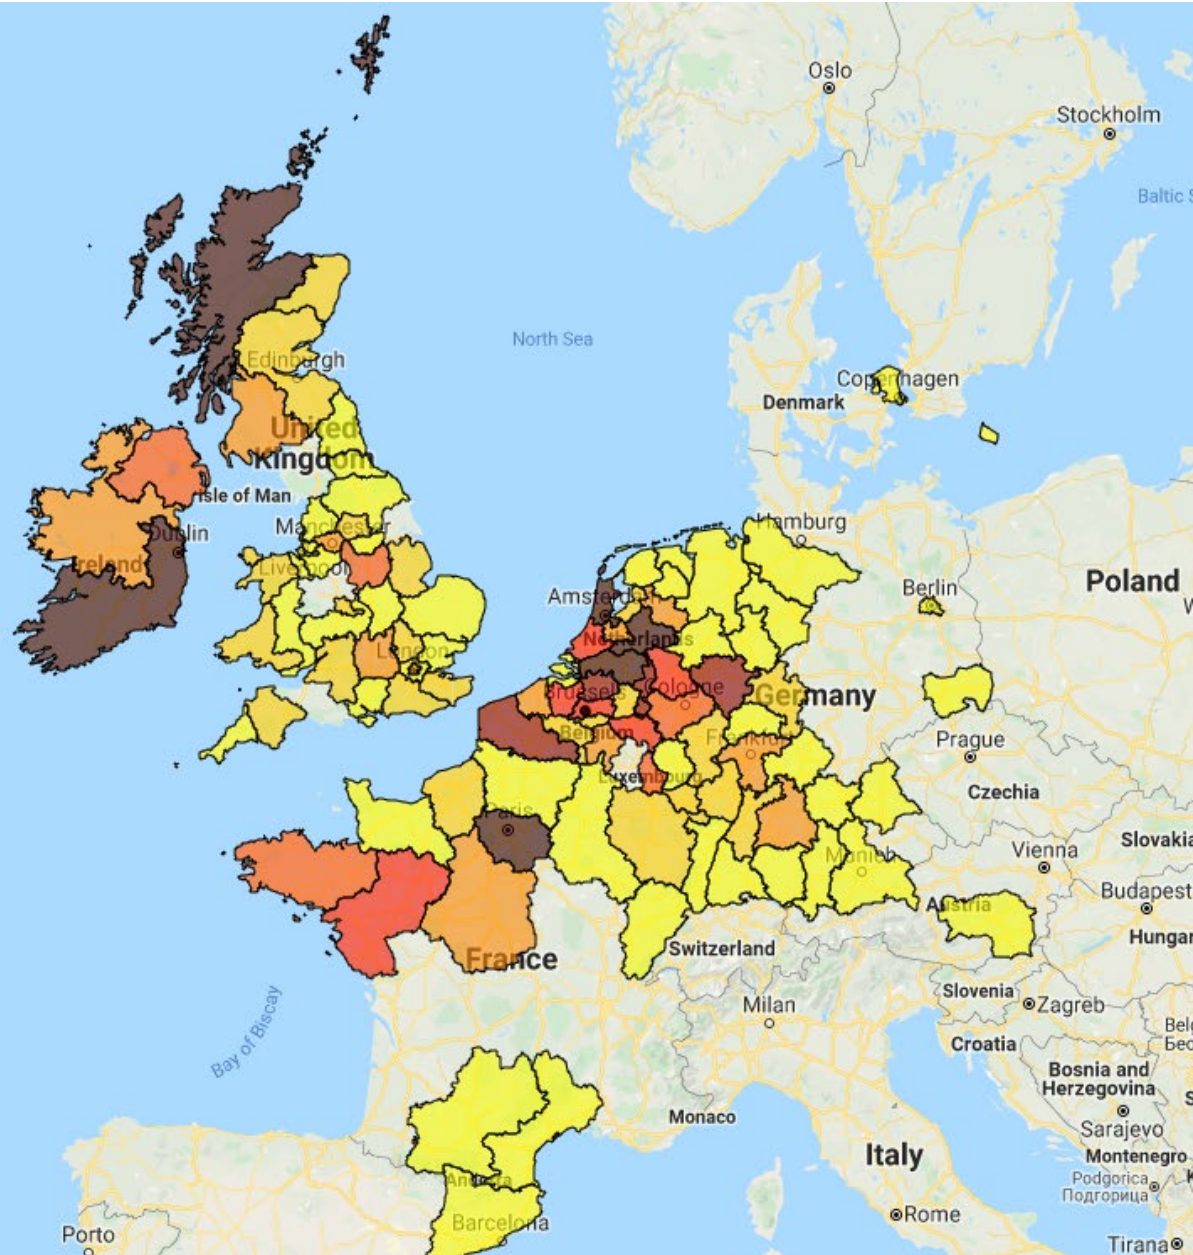 Oslo
Stockholm
Baltic S
North Sea
Edinburgh
Copenhagen
Denmark
United
Kingdom
Isle of Man
Manchester
Dublin
Hamburg
Ireland
Liverpool
Amsterda
Berlin
Poland
Netherlands
London
Brussels
Cologne
Germany
Belgium
Frankfurt
Prague
Luxembourg
Czechia
Paris
Slovakia
Munich
Vienna
Budapest
Austria
Hungar
France
Switzerland
Slovenia
Milan
Zagreb
Bay of Biscay
Croatia
Belg
Бео
Bosnia and
Herzegovina
Monaco
Sarajevo
Italy
Montenegro
Andorra
Podgorica
Подгорица
Barcelona
Rome
Porto
Tirana